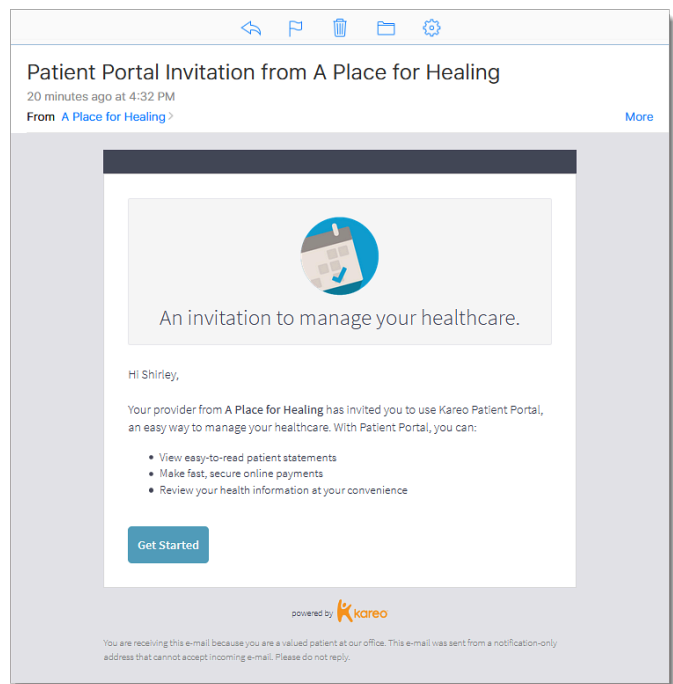 Patient Portal Invitation from A Place for Healing
20 minutes ago at 4:32 PM
From A Place for Healing
More
An invitation to manage your healthcare.
Hi Shirley,
Your provider from A Place for Healing has invited you to use Kareo Patient Portal,
an easy way to manage your healthcare. With Patient Portal, you can:
• View easy-to-read patient statements
• Make fast, secure online payments
• Review your health information at your convenience
Get Started
powered by kareo
You are receiving this e-mail because you are a valued patient at our office. This e-mail was sent from a notification-only
address that cannot accept incoming e-mail. Please do not reply.